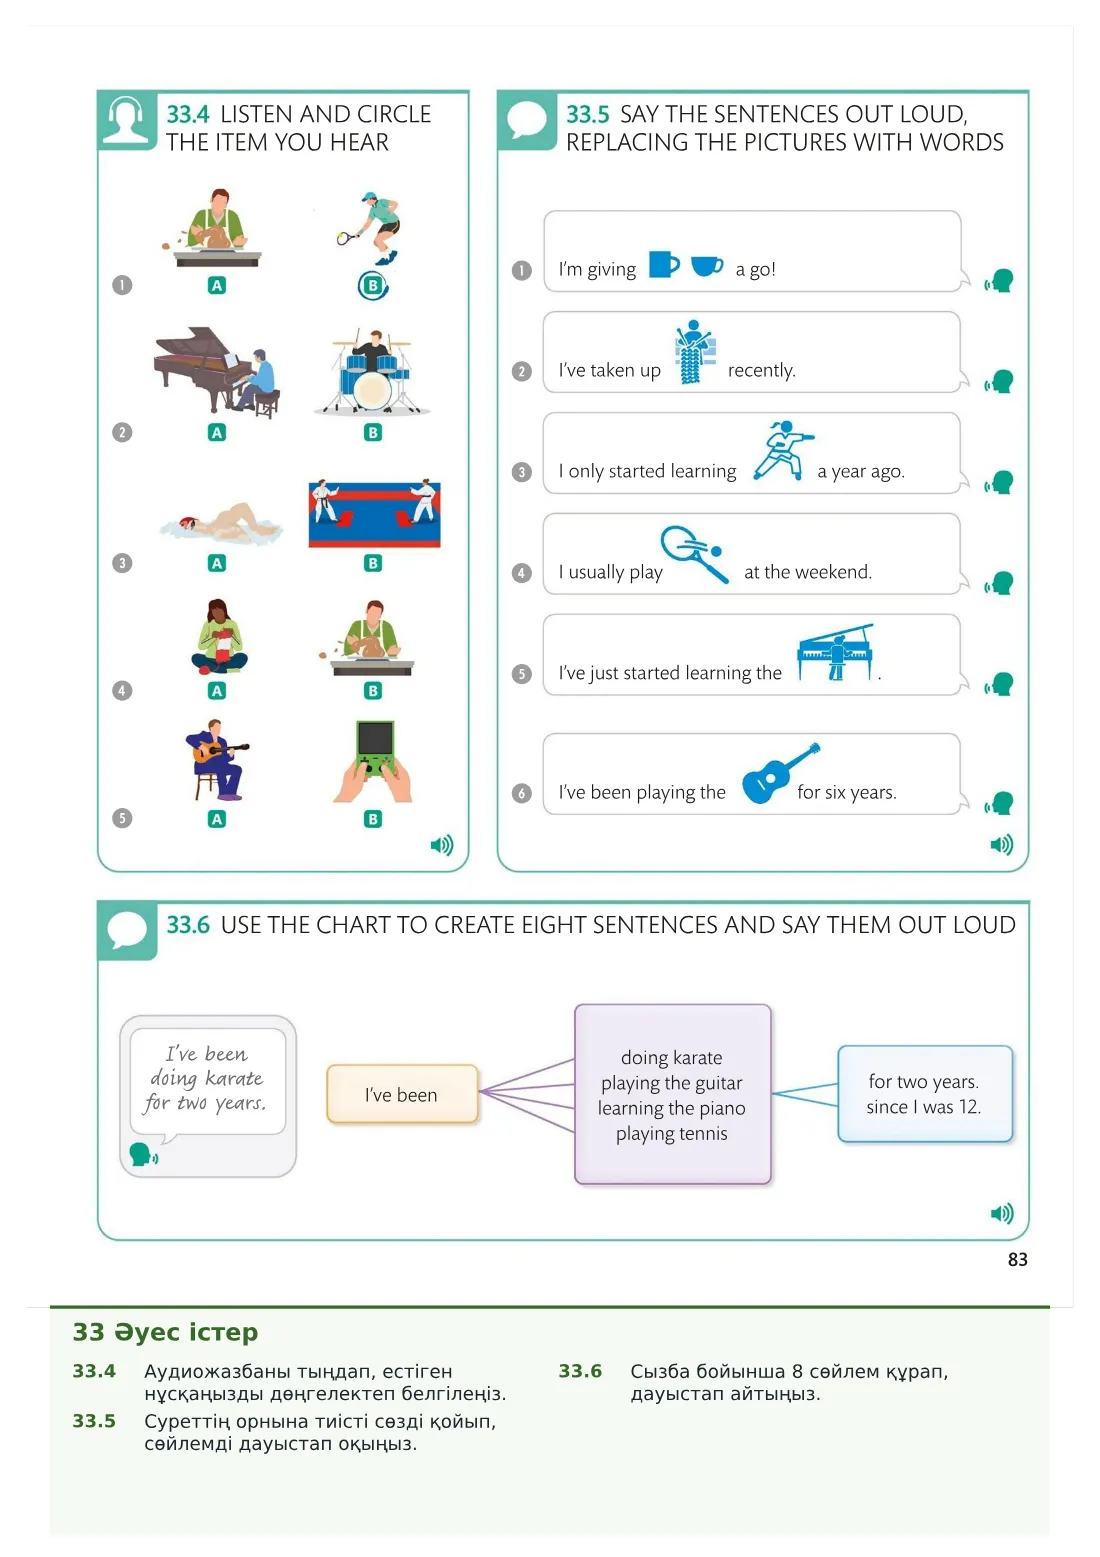 33.4 LISTEN AND CIRCLE
THE ITEM YOU HEAR
1
A
B
2
A
B
3
A
B
4
A
B
5
A
B
33.5 SAY THE SENTENCES OUT LOUD,
REPLACING THE PICTURES WITH WORDS
1 I'm giving a go!
2 I've taken up recently.
3 I only started learning a year ago.
4 I usually play at the weekend.
5 I've just started learning the .
6 I've been playing the for six years.
33.6 USE THE CHART TO CREATE EIGHT SENTENCES AND SAY THEM OUT LOUD
I've been
doing karate
for two years.
I've been
doing karate
playing the guitar
learning the piano
playing tennis
for two years.
since I was 12.
83
33 Әуес істер
33.4 Аудиожазбаны тыңдап, естіген
нұсқаңызды дөңгелектеп белгілеңіз.
33.5 Суреттің орнына тиісті сөзді қойып,
сөйлемді дауыстап оқыңыз.
33.6 Сызба бойынша 8 сөйлем құрап,
дауыстап айтыңыз.